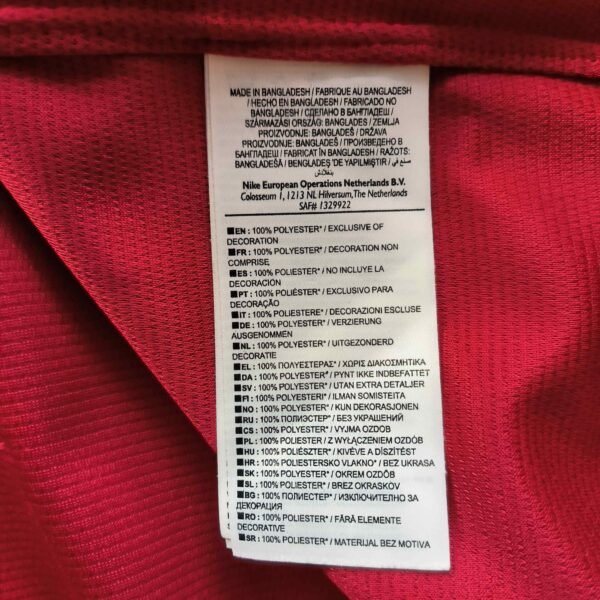 MADE IN BANGLADESH / FABRIQUE AU BANGLADESH
/ HECHO EN BANGLADESH / FABRICADO NO
BANGLADESH / СДЕЛАНО В БАНГЛАДЕШ /
SZÁRMAZÁSI ORSZÁG: BANGLADES / ZEMLJA
PROIZVODNJE: BANGLADEŠ / DRŽAVA
PROIZVODNJE: BANGLADEŠ / ПРОИЗВЕДЕНО В
БАНГЛАДЕШ / FABRICAT ÎN BANGLADESH / RAŽOTS:
BANGLADEŠĀ / BENGLADEŞ 'DE YAPILMIŞTIR / صنع في
بنغلادش
Nike European Operations Netherlands B.V.
Colosseum 1, 1213 NL Hilversum, The Netherlands
SAF# 1329922
EN : 100% POLYESTER* / EXCLUSIVE OF
DECORATION
FR : 100% POLYESTER* / DECORATION NON
COMPRISE
ES : 100% POLIÉSTER* / NO INCLUYE LA
DECORACIÓN
PT : 100% POLIÉSTER* / EXCLUSIVO PARA
DECORAÇÃO
IT : 100% POLIESTERE* / DECORAZIONI ESCLUSE
DE : 100% POLYESTER* / VERZIERUNG
AUSGENOMMEN
NL : 100% POLYESTER* / UITGEZONDERD
DECORATIE
EL : 100% ΠΟΛΥΕΣΤΕΡΑΣ* / ΧΩΡΙΣ ΔΙΑΚΟΣΜΗΤΙΚΑ
DA : 100% POLYESTER* / PYNT IKKE INDBEFATTET
SV : 100% POLYESTER* / UTAN EXTRA DETALJER
FI : 100% POLYESTERI* / ILMAN SOMISTEITA
NO : 100% POLYESTER* / KUN DEKORASJONEN
RU : 100% ПОЛИЭСТЕР* / БЕЗ УКРАШЕНИЙ
CS : 100% POLYESTER* / VYJMA OZDOB
PL : 100% POLIESTER / Z WYŁĄCZENIEM OZDÓB
HU : 100% POLIÉSZTER* / KIVÉVE A DÍSZÍTÉST
HR : 100% POLIESTERSKO VLAKNO* / BEZ UKRASA
SK : 100% POLYESTER* / OKREM OZDÔB
SL : 100% POLIESTER* / BREZ OKRASKOV
BG : 100% ПОЛИЕСТЕР* / ИЗКЛЮЧИТЕЛНО ЗА
ДЕКОРАЦИЯ
RO : 100% POLIESTER* / FĂRĂ ELEMENTE
DECORATIVE
SR : 100% POLIESTER* / MATERIJAL BEZ MOTIVA